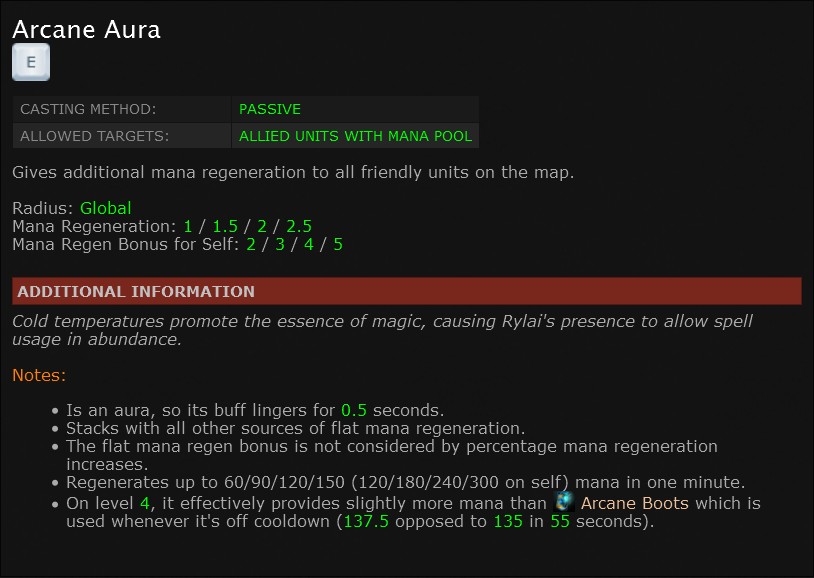 Arcane Aura
E
CASTING METHOD: PASSIVE
ALLOWED TARGETS: ALLIED UNITS WITH MANA POOL
Gives additional mana regeneration to all friendly units on the map.
Radius: Global
Mana Regeneration: 1 / 1.5 / 2 / 2.5
Mana Regen Bonus for Self: 2 / 3 / 4 / 5
ADDITIONAL INFORMATION
Cold temperatures promote the essence of magic, causing Rylai's presence to allow spell
usage in abundance.
Notes:
• Is an aura, so its buff lingers for 0.5 seconds.
• Stacks with all other sources of flat mana regeneration.
• The flat mana regen bonus is not considered by percentage mana regeneration
increases.
• Regenerates up to 60/90/120/150 (120/180/240/300 on self) mana in one minute.
• On level 4, it effectively provides slightly more mana than Arcane Boots which is
used whenever it's off cooldown (137.5 opposed to 135 in 55 seconds).